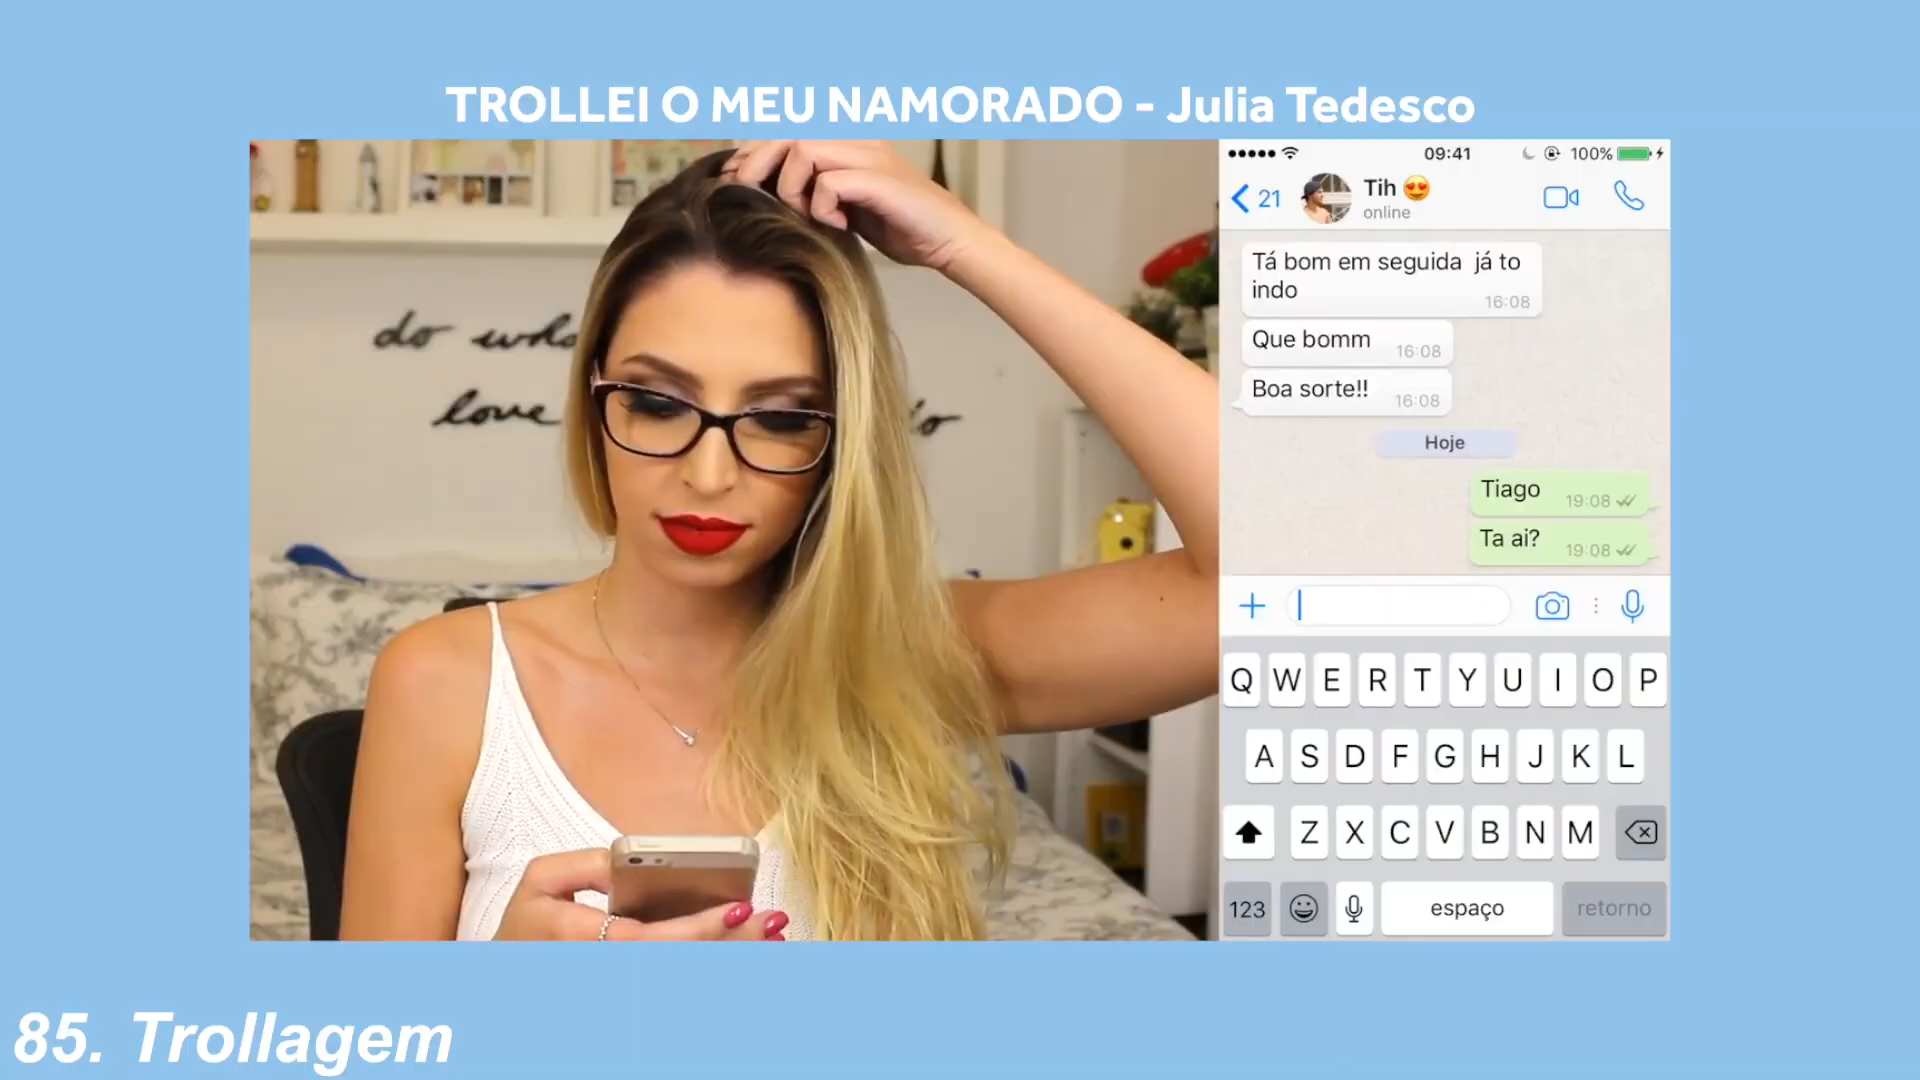 TROLLEI O MEU NAMORADO - Julia Tedesco
do
love
09:41
100%
21
Tih 😍
online
Tá bom em seguida já to
indo
16:08
Que bomm
16:08
Boa sorte!!
16:08
Hoje
Tiago
19:08
Ta ai?
19:08
Q W E R T Y U I O P
A S D F G H J K L
Z X C V B N M
123
espaço
retorno
85. Trollagem